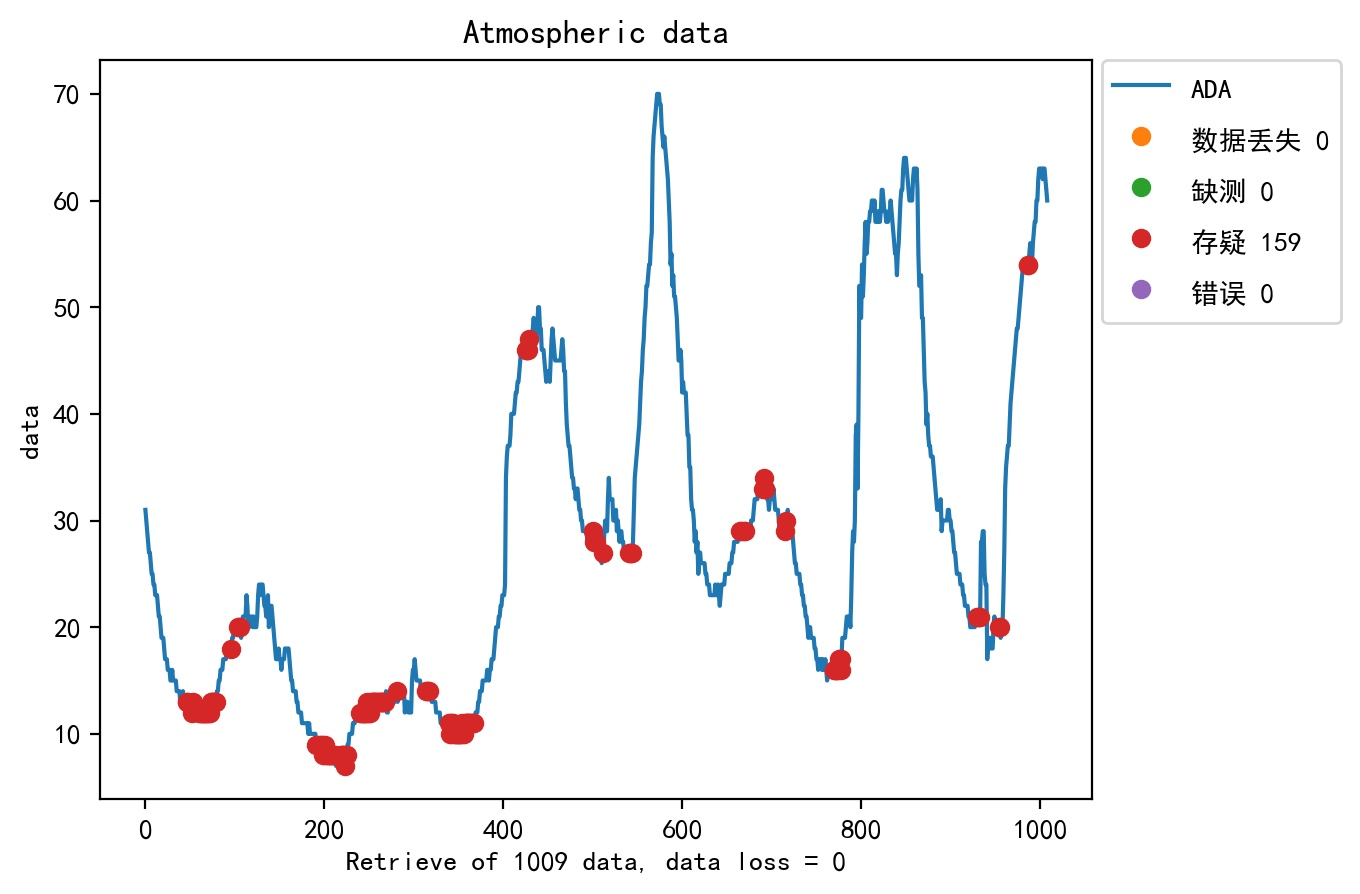 Atmospheric data
70
60
50
40
30
20
10
data
0 200 400 600 800 1000
Retrieve of 1009 data, data loss = 0
ADA
数据丢失 0
缺测 0
存疑 159
错误 0